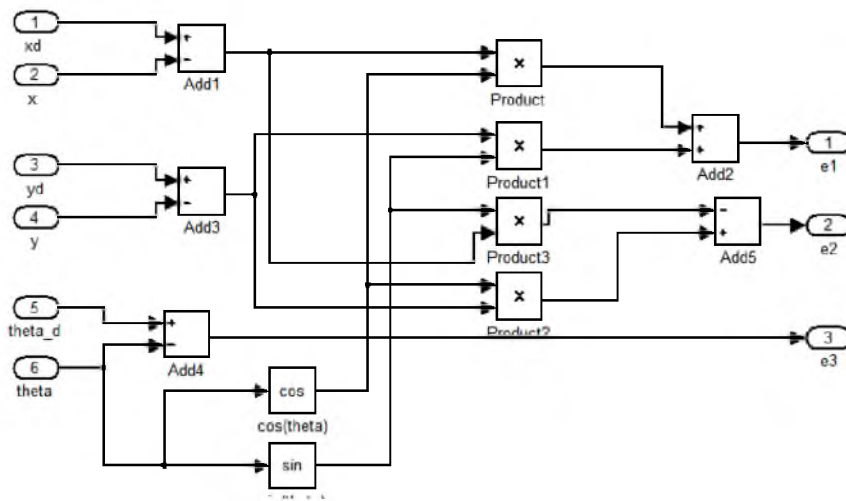 1
xd
2
x
+
−
Add1
×
Product
3
yd
4
y
+
−
Add3
×
Product1
+
+
Add2
1
e1
×
Product3
−
+
Add5
2
e2
×
Product2
5
theta_d
6
theta
+
−
Add4
3
e3
cos
cos(theta)
sin